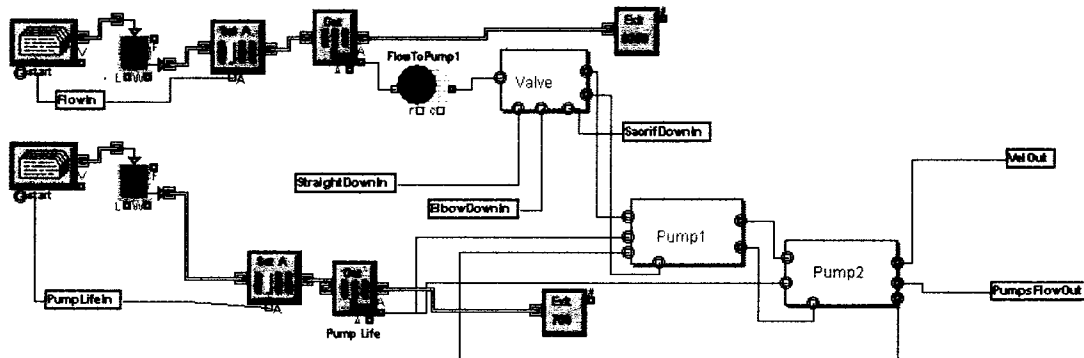 Exit
Set A
Get
start
V
F
L W
A
Δ
A
FlowToPump1
r c
Valve
FlowIn
SacrifDownIn
start
V
F
L W
StraightDownIn
ElbowDownIn
VelOut
Pump1
Pump2
Set A
A
PumpLifeIn
A
Δ
Pump Life
Exit
PumpsFlowOut